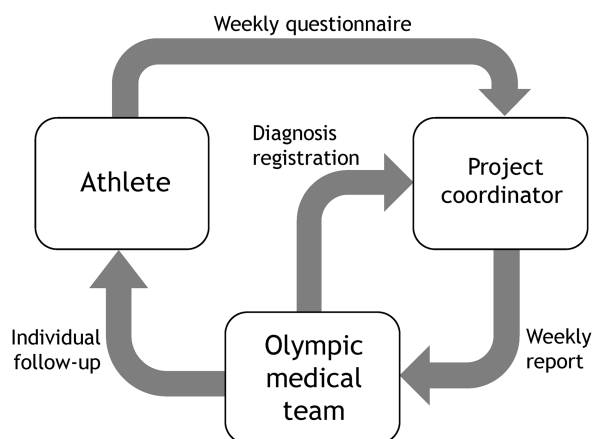 Weekly questionnaire
Diagnosis
registration
Athlete
Project
coordinator
Individual
follow-up
Olympic
medical
team
Weekly
report